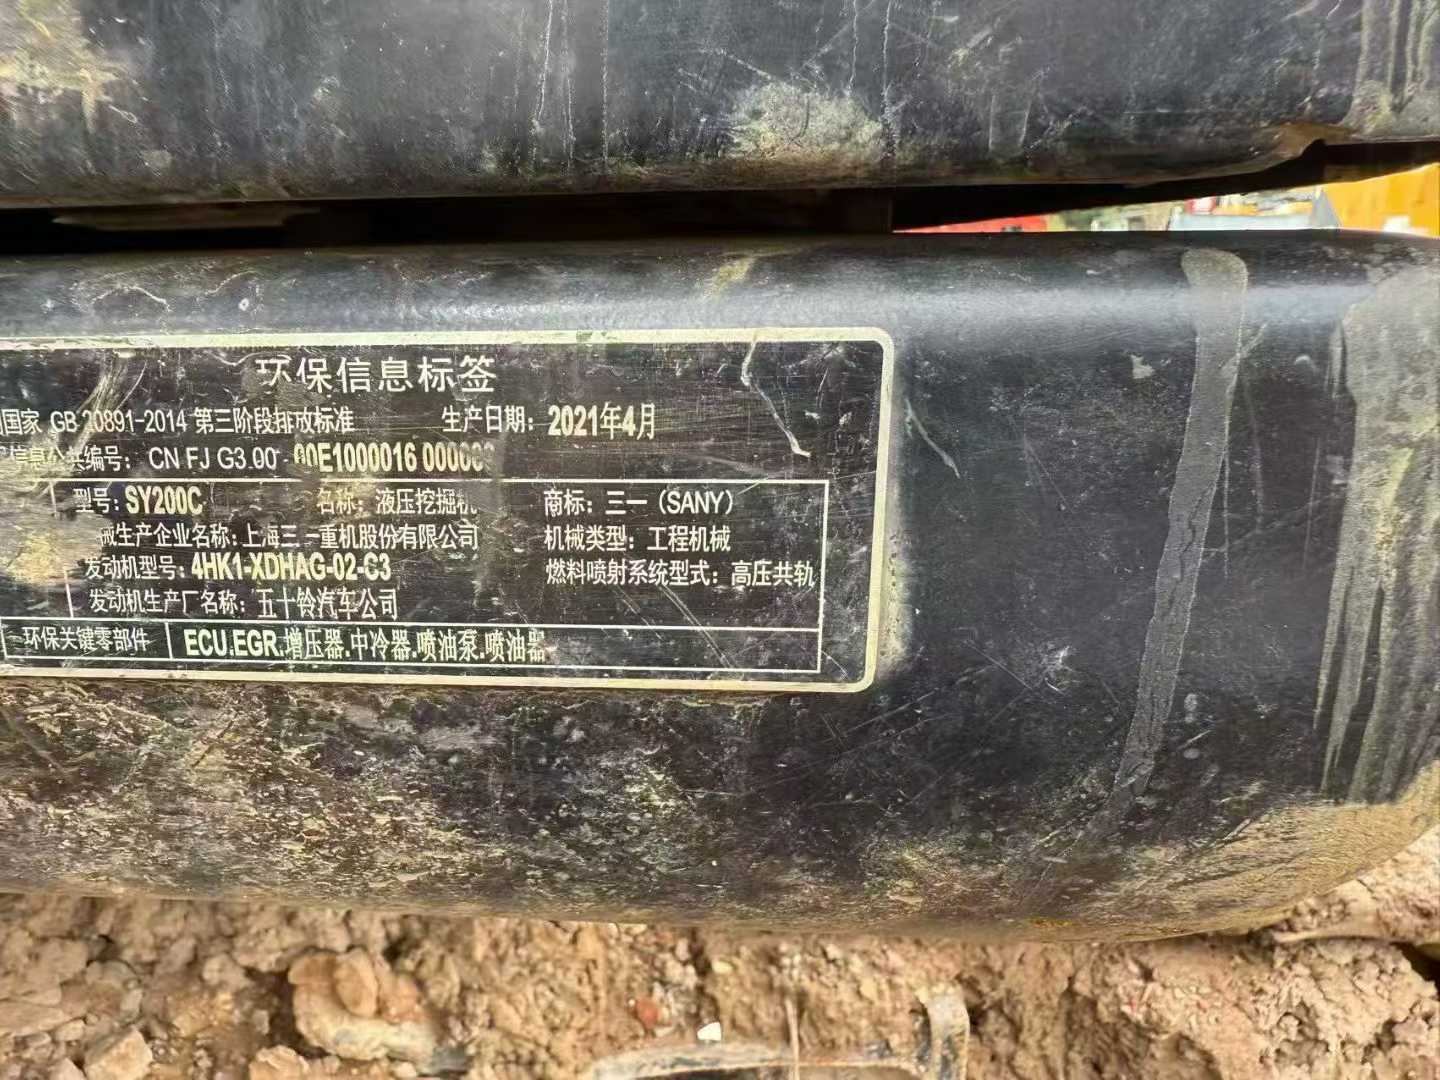 环保信息标签
国家 GB 20891-2014 第三阶段排放标准 生产日期：2021年4月
信息公共编号： CN FJ G3.00 - 00E1000016 00000
型号：SY200C 名称：液压挖掘机 商标：三一（SANY）
械生产企业名称：上海三一重机股份有限公司 机械类型：工程机械
发动机型号：4HK1-XDHAG-02-C3 燃料喷射系统型式：高压共轨
发动机生产厂名称：五十铃汽车公司
环保关键零部件 ECU.EGR.增压器.中冷器.喷油泵.喷油器